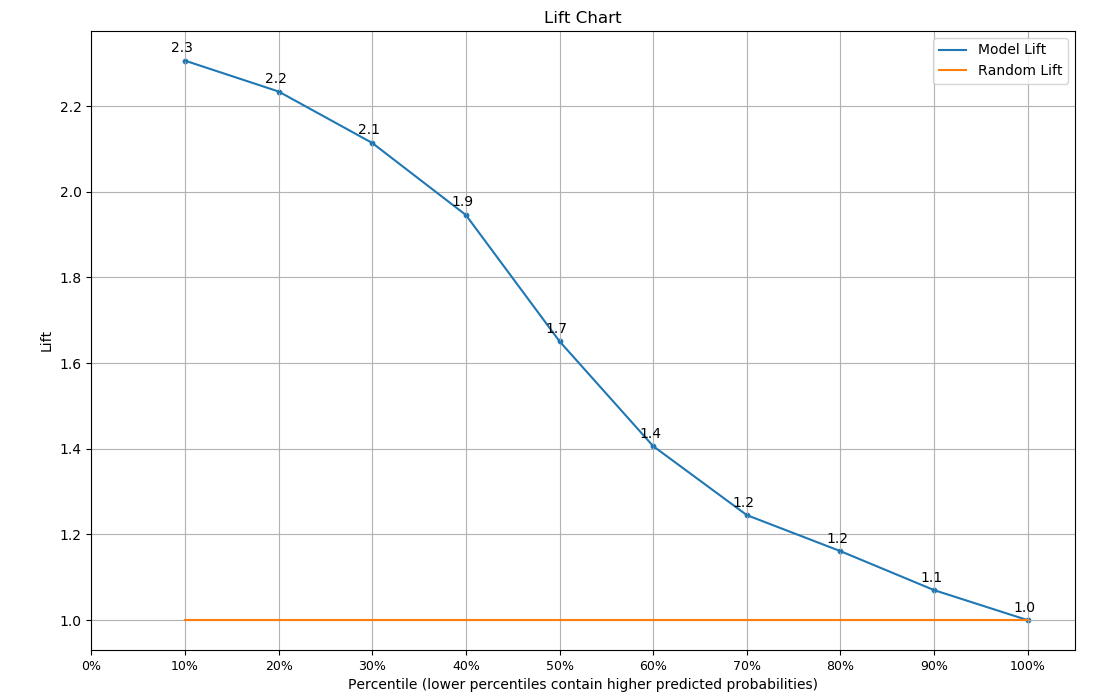 Lift Chart
Model Lift
Random Lift
2.3
2.2
2.1
1.9
1.7
1.4
1.2
1.2
1.1
1.0
2.2
2.0
1.8
1.6
1.4
1.2
1.0
Lift
0% 10% 20% 30% 40% 50% 60% 70% 80% 90% 100%
Percentile (lower percentiles contain higher predicted probabilities)